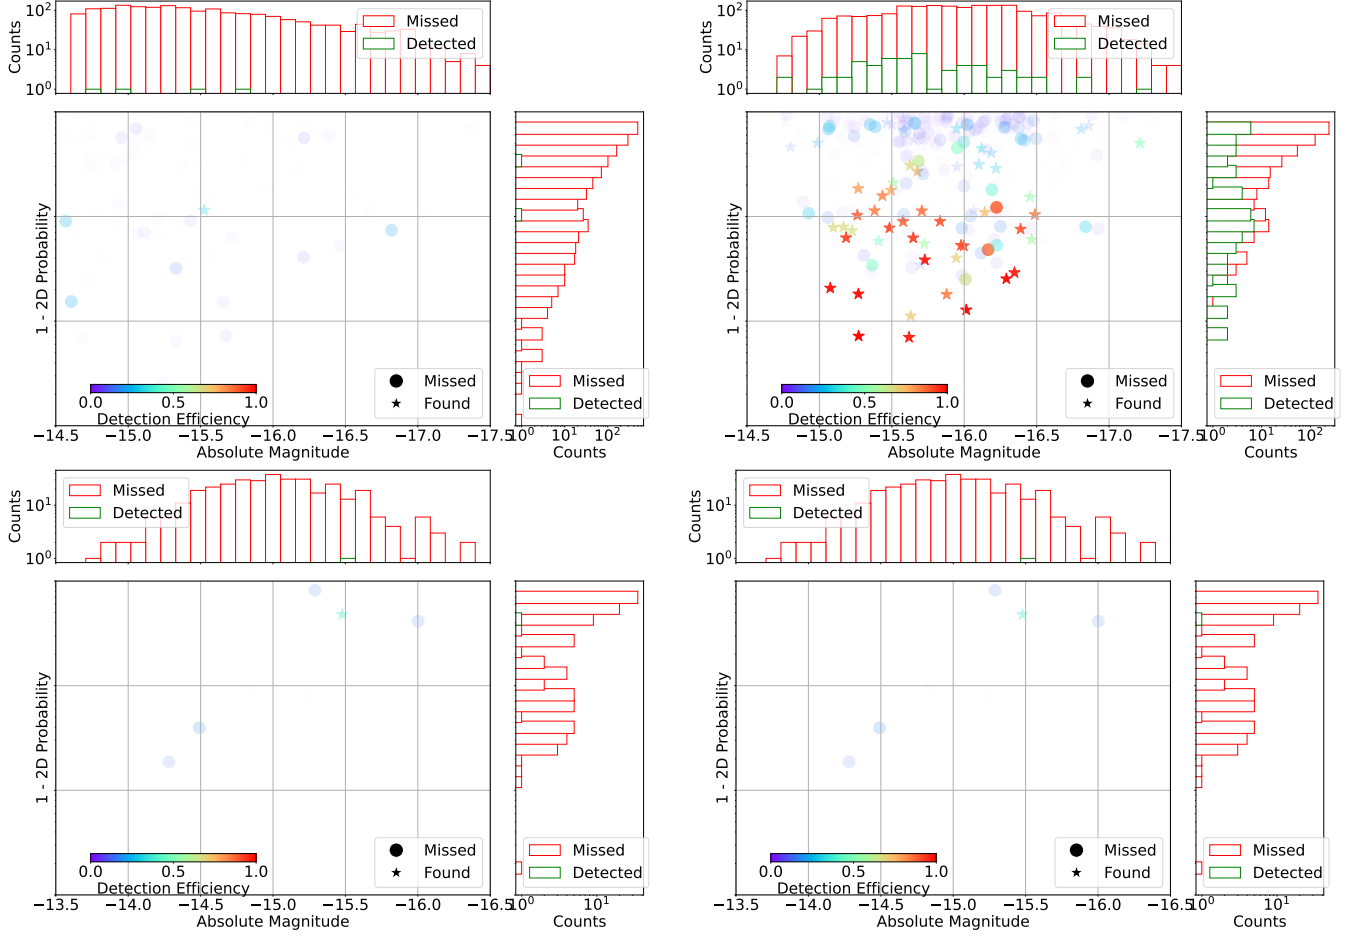 Counts
10²
10¹
10⁰
Missed
Detected
1 - 2D Probability
0.0 0.5 1.0
Detection Efficiency
Missed
Found
−14.5 −15.0 −15.5 −16.0 −16.5 −17.0 −17.5
Absolute Magnitude
Missed
Detected
10⁰ 10¹ 10²
Counts
Counts
10²
10¹
10⁰
Missed
Detected
1 - 2D Probability
0.0 0.5 1.0
Detection Efficiency
Missed
Found
−14.5 −15.0 −15.5 −16.0 −16.5 −17.0 −17.5
Absolute Magnitude
Missed
Detected
10⁰ 10¹ 10²
Counts
Counts
10¹
10⁰
Missed
Detected
1 - 2D Probability
0.0 0.5 1.0
Detection Efficiency
Missed
Found
−13.5 −14.0 −14.5 −15.0 −15.5 −16.0 −16.5
Absolute Magnitude
Missed
Detected
10⁰ 10¹
Counts
Counts
10¹
10⁰
Missed
Detected
1 - 2D Probability
0.0 0.5 1.0
Detection Efficiency
Missed
Found
−13.5 −14.0 −14.5 −15.0 −15.5 −16.0 −16.5
Absolute Magnitude
Missed
Detected
10⁰ 10¹
Counts